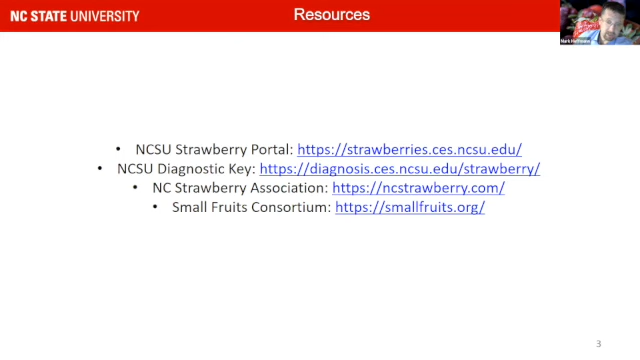 NC STATE UNIVERSITY
Resources
• NCSU Strawberry Portal: https://strawberries.ces.ncsu.edu/
• NCSU Diagnostic Key: https://diagnosis.ces.ncsu.edu/strawberry/
• NC Strawberry Association: https://ncstrawberry.com/
• Small Fruits Consortium: https://smallfruits.org/
3